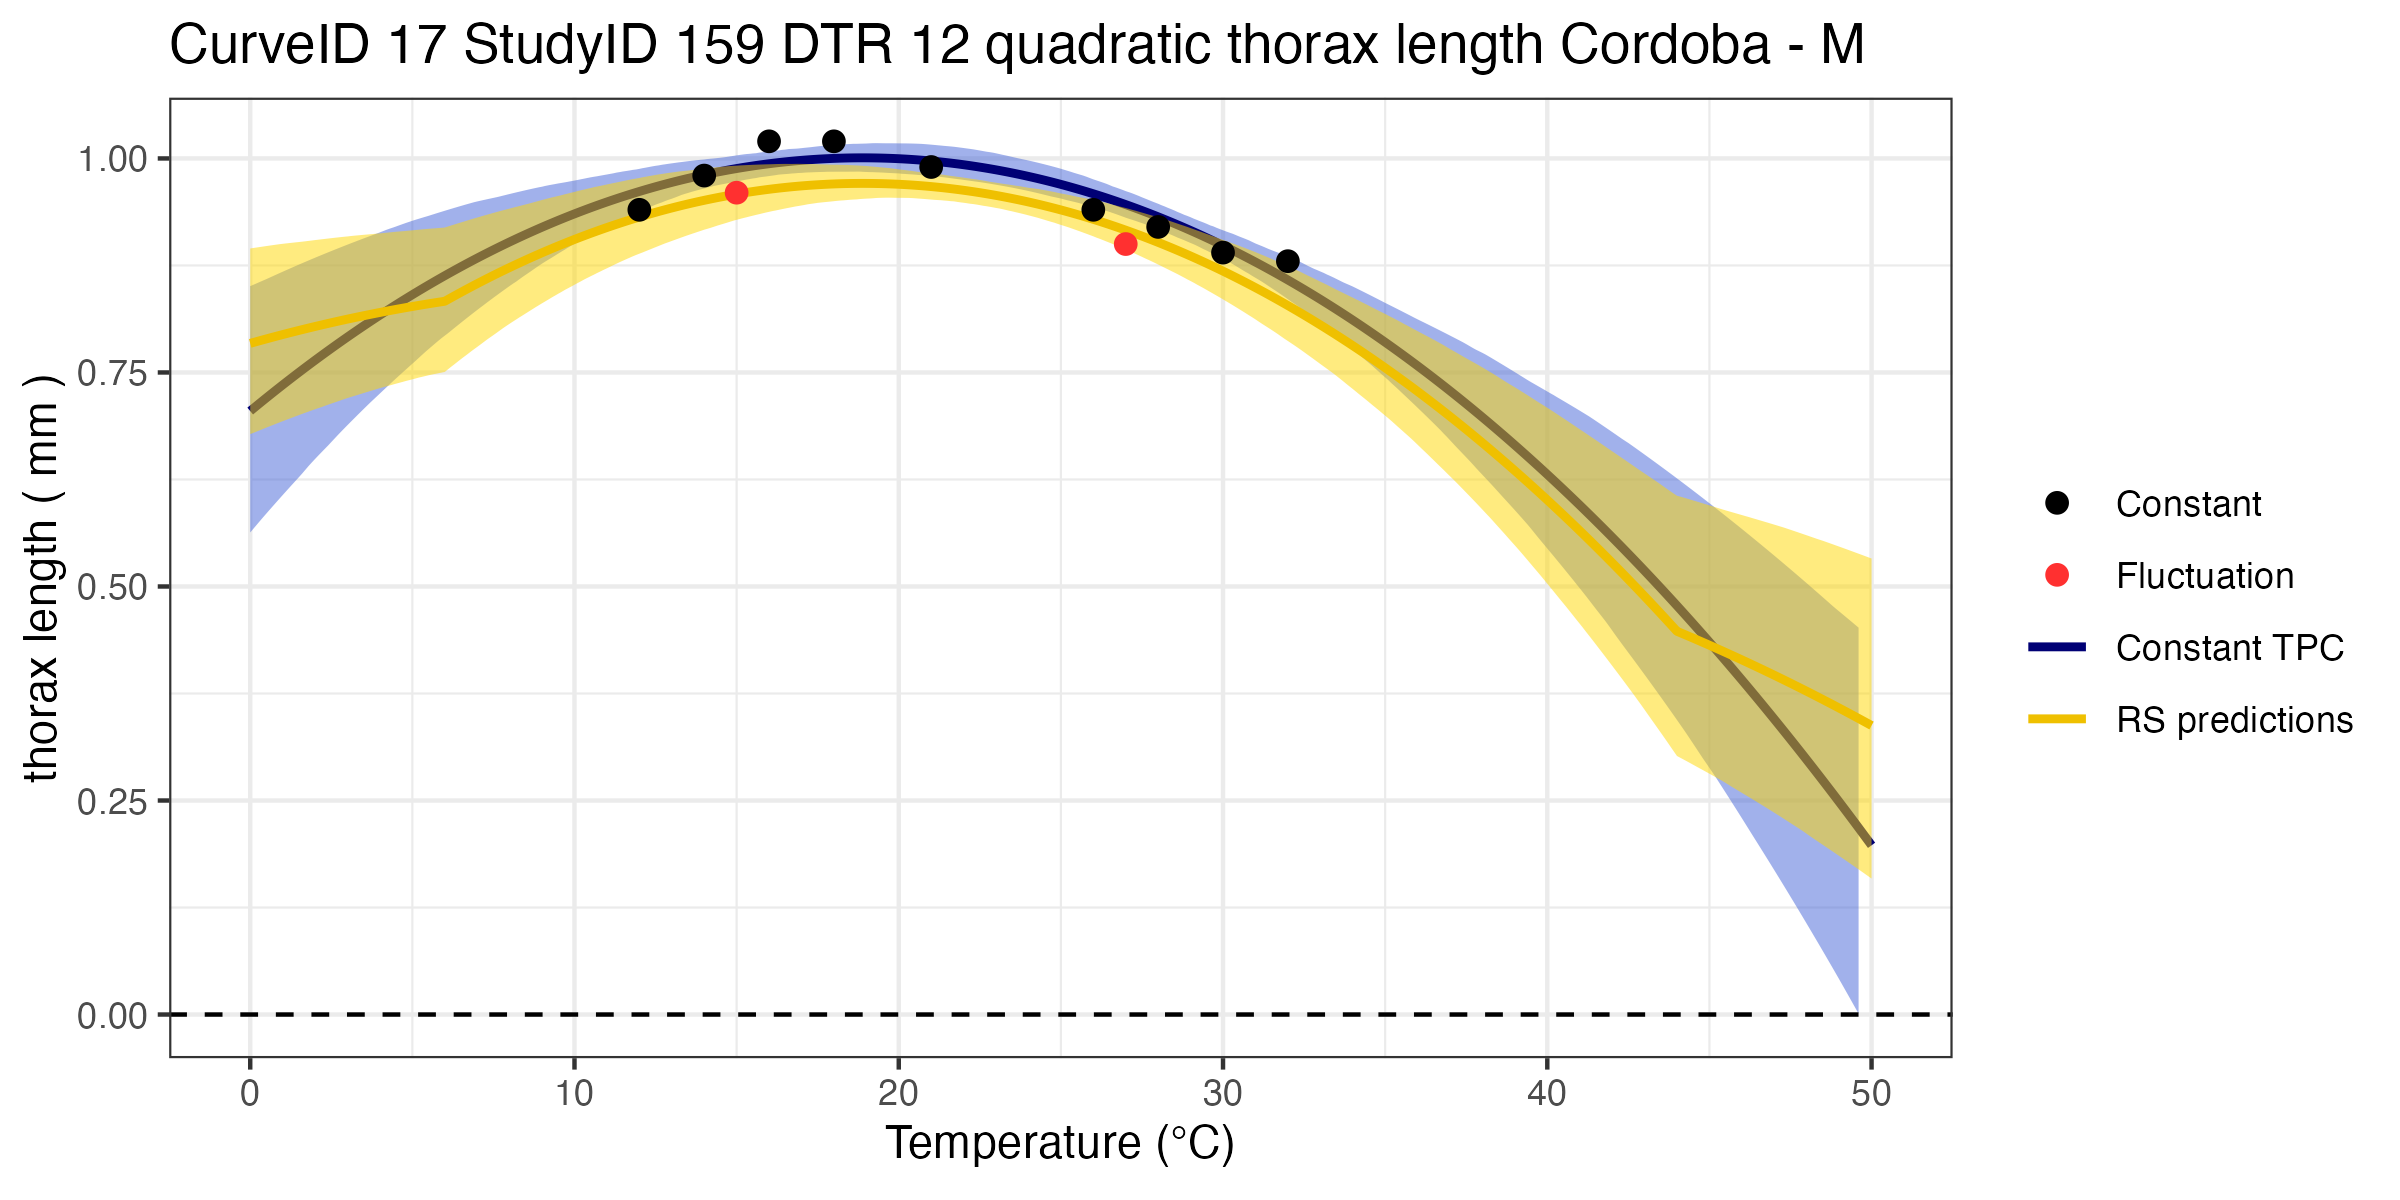 CurveID 17 StudyID 159 DTR 12 quadratic thorax length Cordoba - M
thorax length ( mm )
1.00
0.75
0.50
0.25
0.00
0 10 20 30 40 50
Temperature (°C)
Constant
Fluctuation
Constant TPC
RS predictions